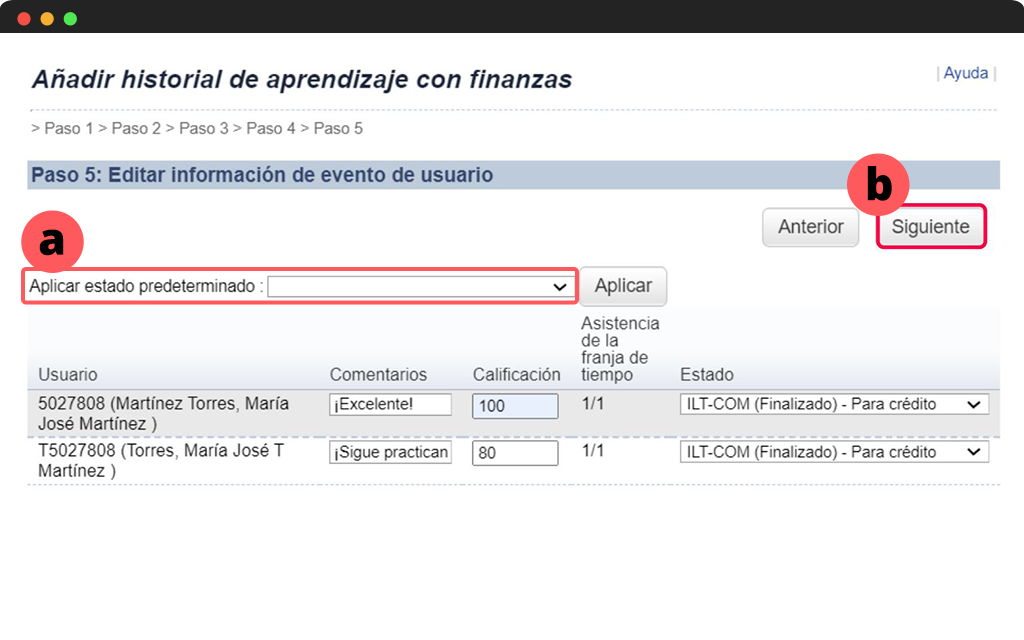 Añadir historial de aprendizaje con finanzas
| Ayuda |
> Paso 1 > Paso 2 > Paso 3 > Paso 4 > Paso 5
Paso 5: Editar información de evento de usuario
b
Anterior
Siguiente
a
Aplicar estado predeterminado :
Aplicar
Usuario
Comentarios
Calificación
Asistencia
de la
franja de
tiempo
Estado
5027808 (Martínez Torres, María
José Martínez )
¡Excelente!
100
1/1
ILT-COM (Finalizado) - Para crédito
T5027808 (Torres, María José T
Martínez )
¡Sigue practican
80
1/1
ILT-COM (Finalizado) - Para crédito